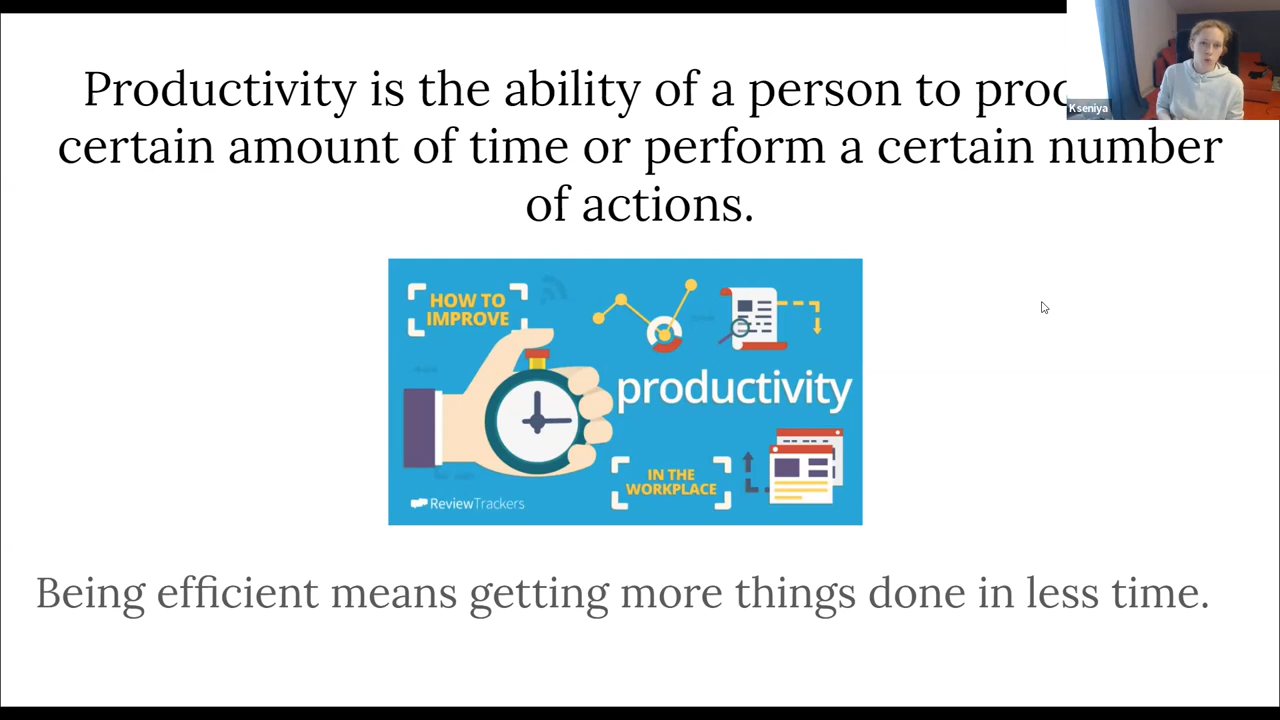 Productivity is the ability of a person to
certain amount of time or perform a certain number
of actions.
Kseniya
HOW TO
IMPROVE
productivity
IN THE
WORKPLACE
ReviewTrackers
Being efficient means getting more things done in less time.